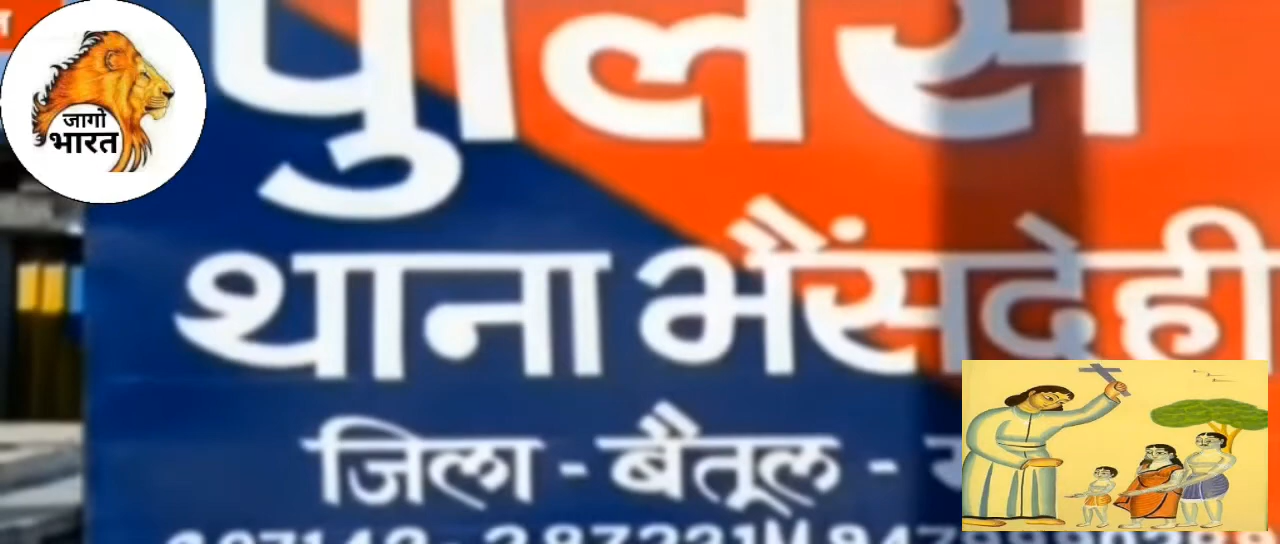 जागो
भारत
पुलिस
थाना भैंसदेही
जिला - बैतूल -